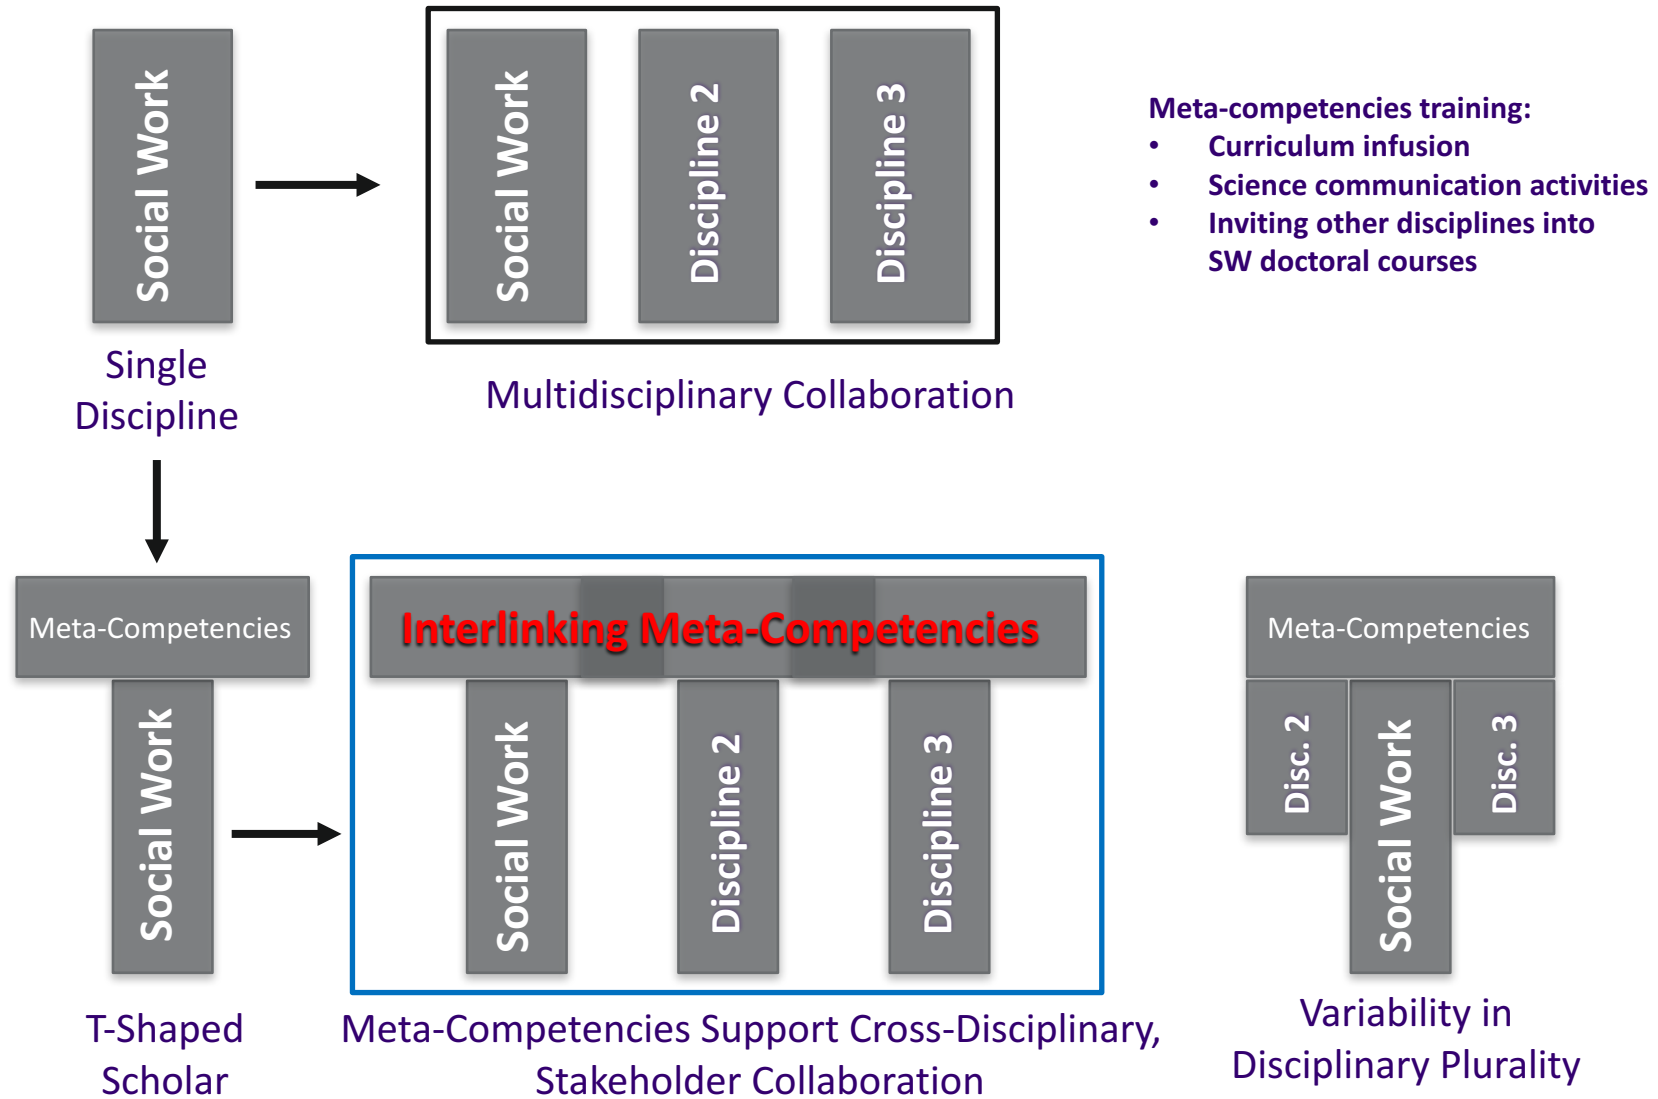 Social Work
Single
Discipline
Social Work
Discipline 2
Discipline 3
Multidisciplinary Collaboration
Meta-competencies training:
• Curriculum infusion
• Science communication activities
• Inviting other disciplines into
SW doctoral courses
Meta-Competencies
Social Work
T-Shaped
Scholar
Interlinking Meta-Competencies
Social Work
Discipline 2
Discipline 3
Meta-Competencies Support Cross-Disciplinary,
Stakeholder Collaboration
Meta-Competencies
Disc. 2
Social Work
Disc. 3
Variability in
Disciplinary Plurality